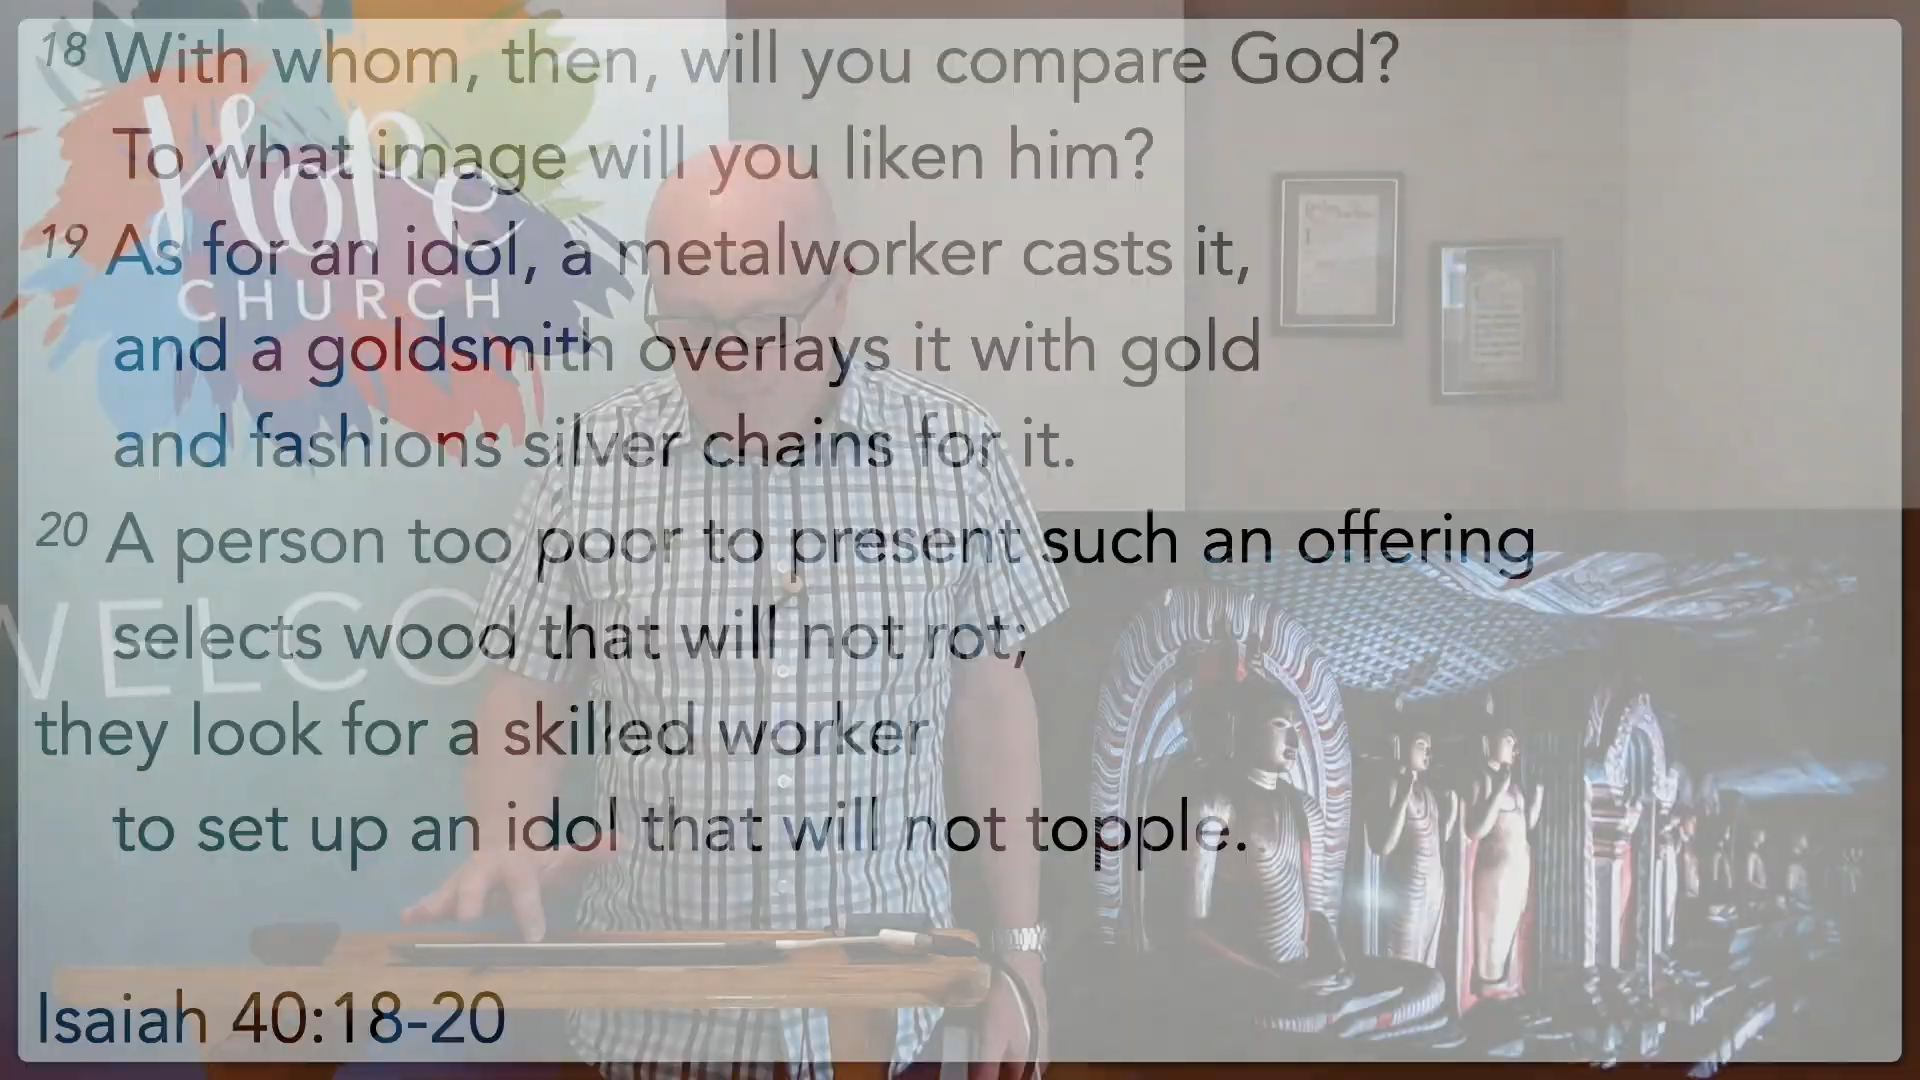 18 With whom, then, will you compare God?
To what image will you liken him?
19 As for an idol, a metalworker casts it,
and a goldsmith overlays it with gold
and fashions silver chains for it.
20 A person too poor to present such an offering
selects wood that will not rot;
they look for a skilled worker
to set up an idol that will not topple.
Isaiah 40:18-20
Hope
CHURCH
WELCO